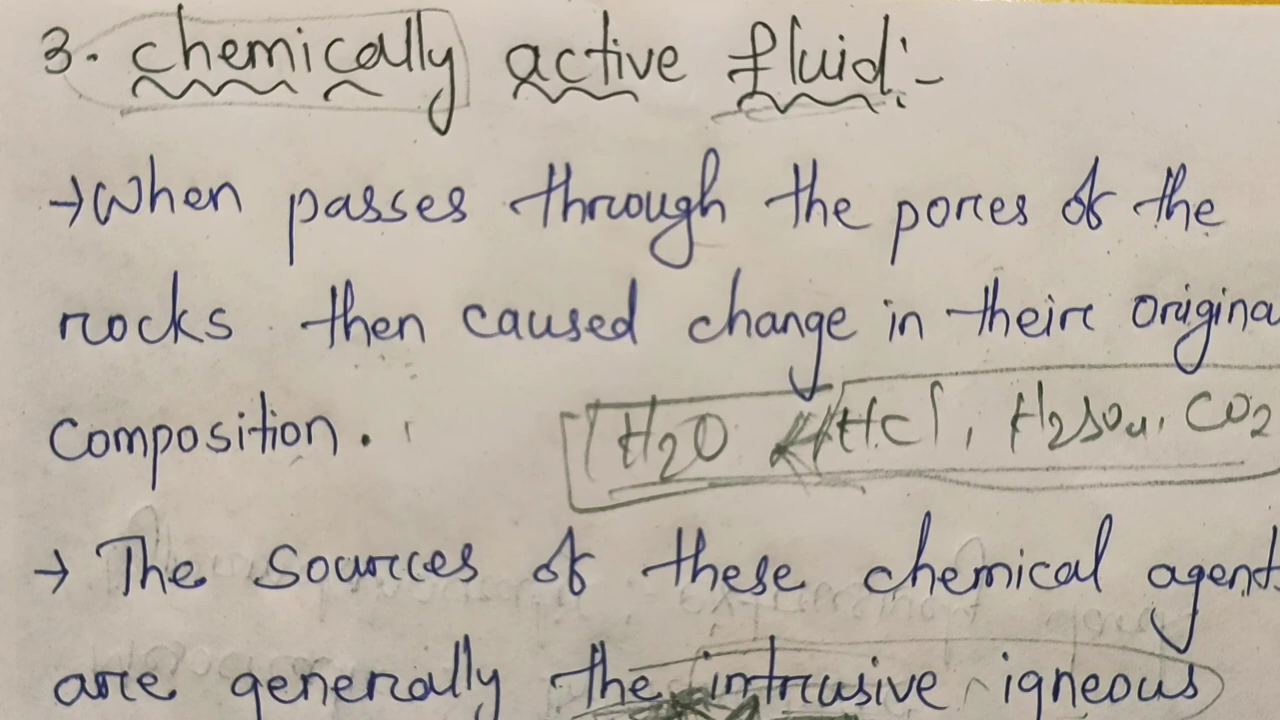 3. chemically active fluid:-
→ When passes through the pores of the
rocks then caused change in their origina
composition.
H2O HCl, H2SO4, CO2
→ The sources of these chemical agent
are generally the intrusive igneous